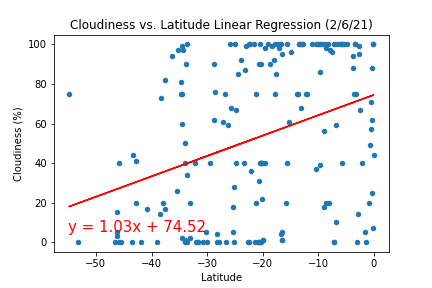 Cloudiness vs. Latitude Linear Regression (2/6/21)
100
80
60
40
20
0
Cloudiness (%)
y = 1.03x + 74.52
−50 −40 −30 −20 −10 0
Latitude